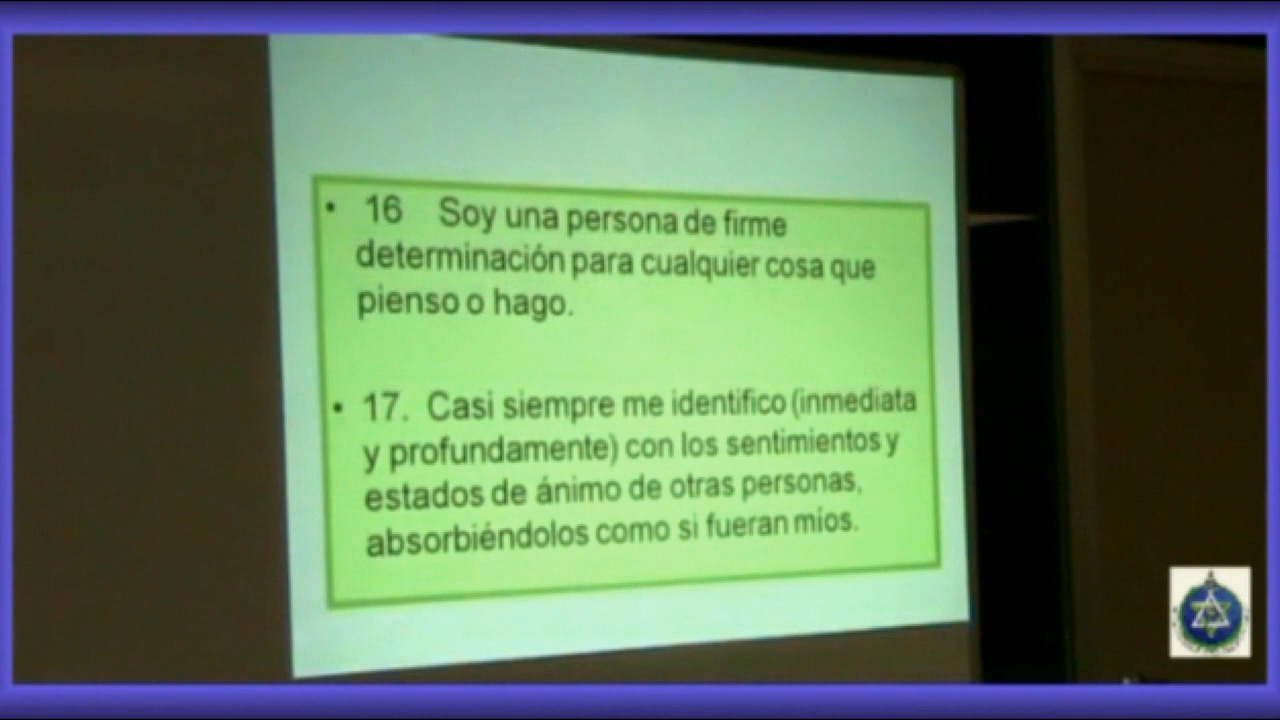 • 16 Soy una persona de firme
determinación para cualquier cosa que
pienso o hago.
• 17. Casi siempre me identifico (inmediata
y profundamente) con los sentimientos y
estados de ánimo de otras personas,
absorbiéndolos como si fueran míos.